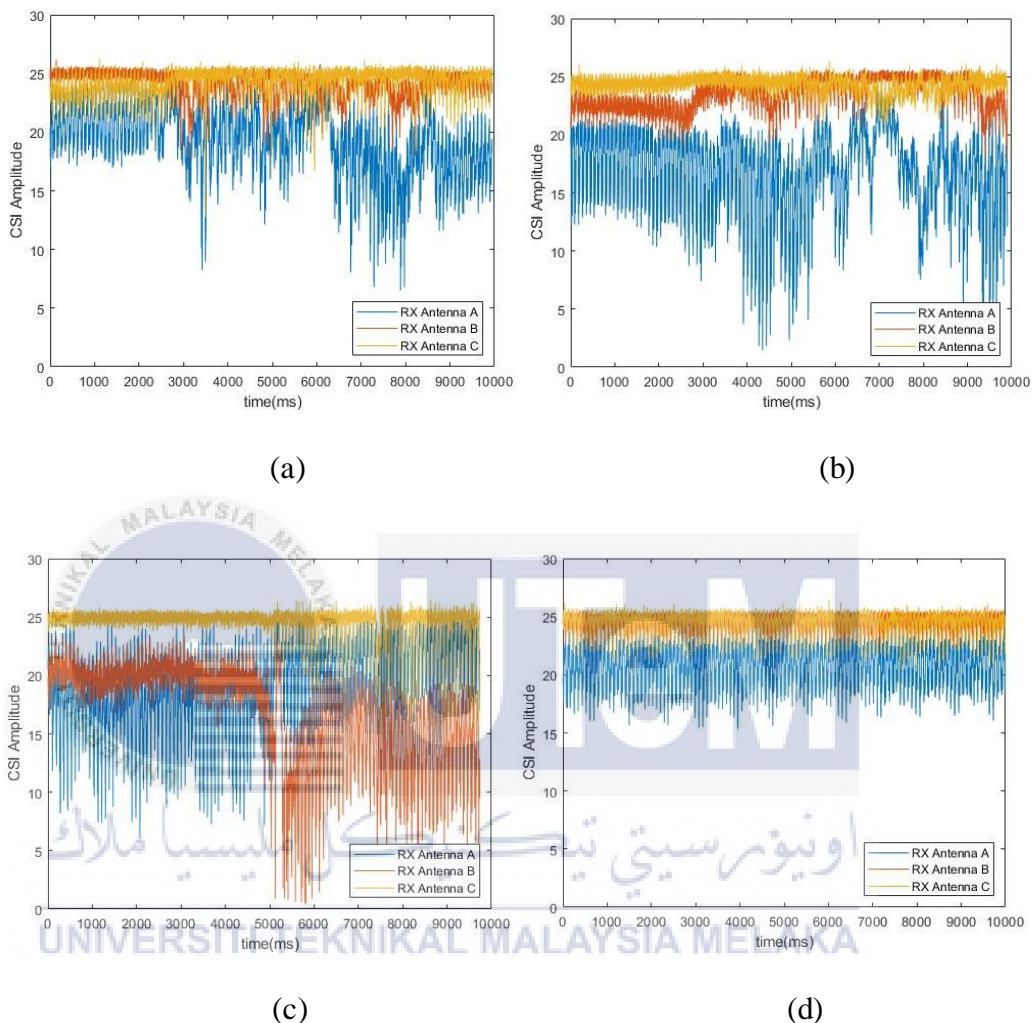 30
25
20
15
10
5
0
CSI Amplitude
0 1000 2000 3000 4000 5000 6000 7000 8000 9000 10000
time(ms)
RX Antenna A
RX Antenna B
RX Antenna C
(a)
30
25
20
15
10
5
0
CSI Amplitude
0 1000 2000 3000 4000 5000 6000 7000 8000 9000 10000
time(ms)
RX Antenna A
RX Antenna B
RX Antenna C
(b)
30
25
20
15
10
5
0
CSI Amplitude
0 1000 2000 3000 4000 5000 6000 7000 8000 9000 10000
time(ms)
RX Antenna A
RX Antenna B
RX Antenna C
(c)
30
25
20
15
10
5
0
CSI Amplitude
0 1000 2000 3000 4000 5000 6000 7000 8000 9000 10000
time(ms)
RX Antenna A
RX Antenna B
RX Antenna C
(d)
MALAYSIA
UTeM
اونيۏرسيتي تيكنيكل مليسيا ملاك
UNIVERSITI TEKNIKAL MALAYSIA MELAKA